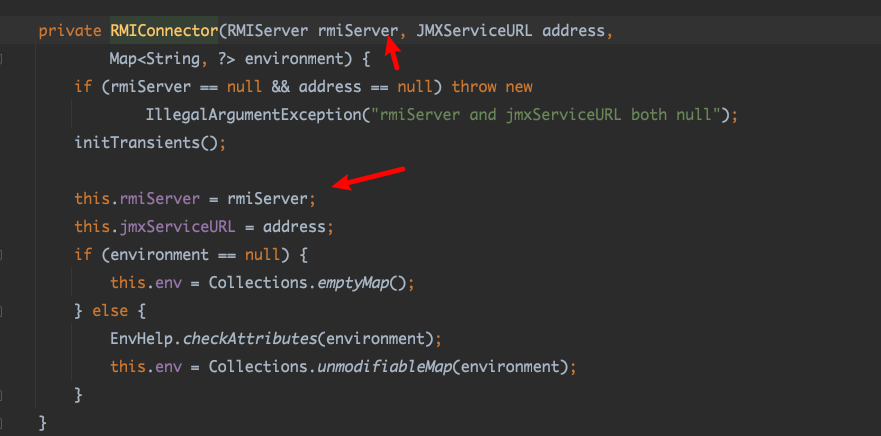 private RMIConnector(RMIServer rmiServer, JMXServiceURL address,
Map<String, ?> environment) {
if (rmiServer == null && address == null) throw new
IllegalArgumentException("rmiServer and jmxServiceURL both null");
initTransients();
this.rmiServer = rmiServer;
this.jmxServiceURL = address;
if (environment == null) {
this.env = Collections.emptyMap();
} else {
EnvHelp.checkAttributes(environment);
this.env = Collections.unmodifiableMap(environment);
}
}